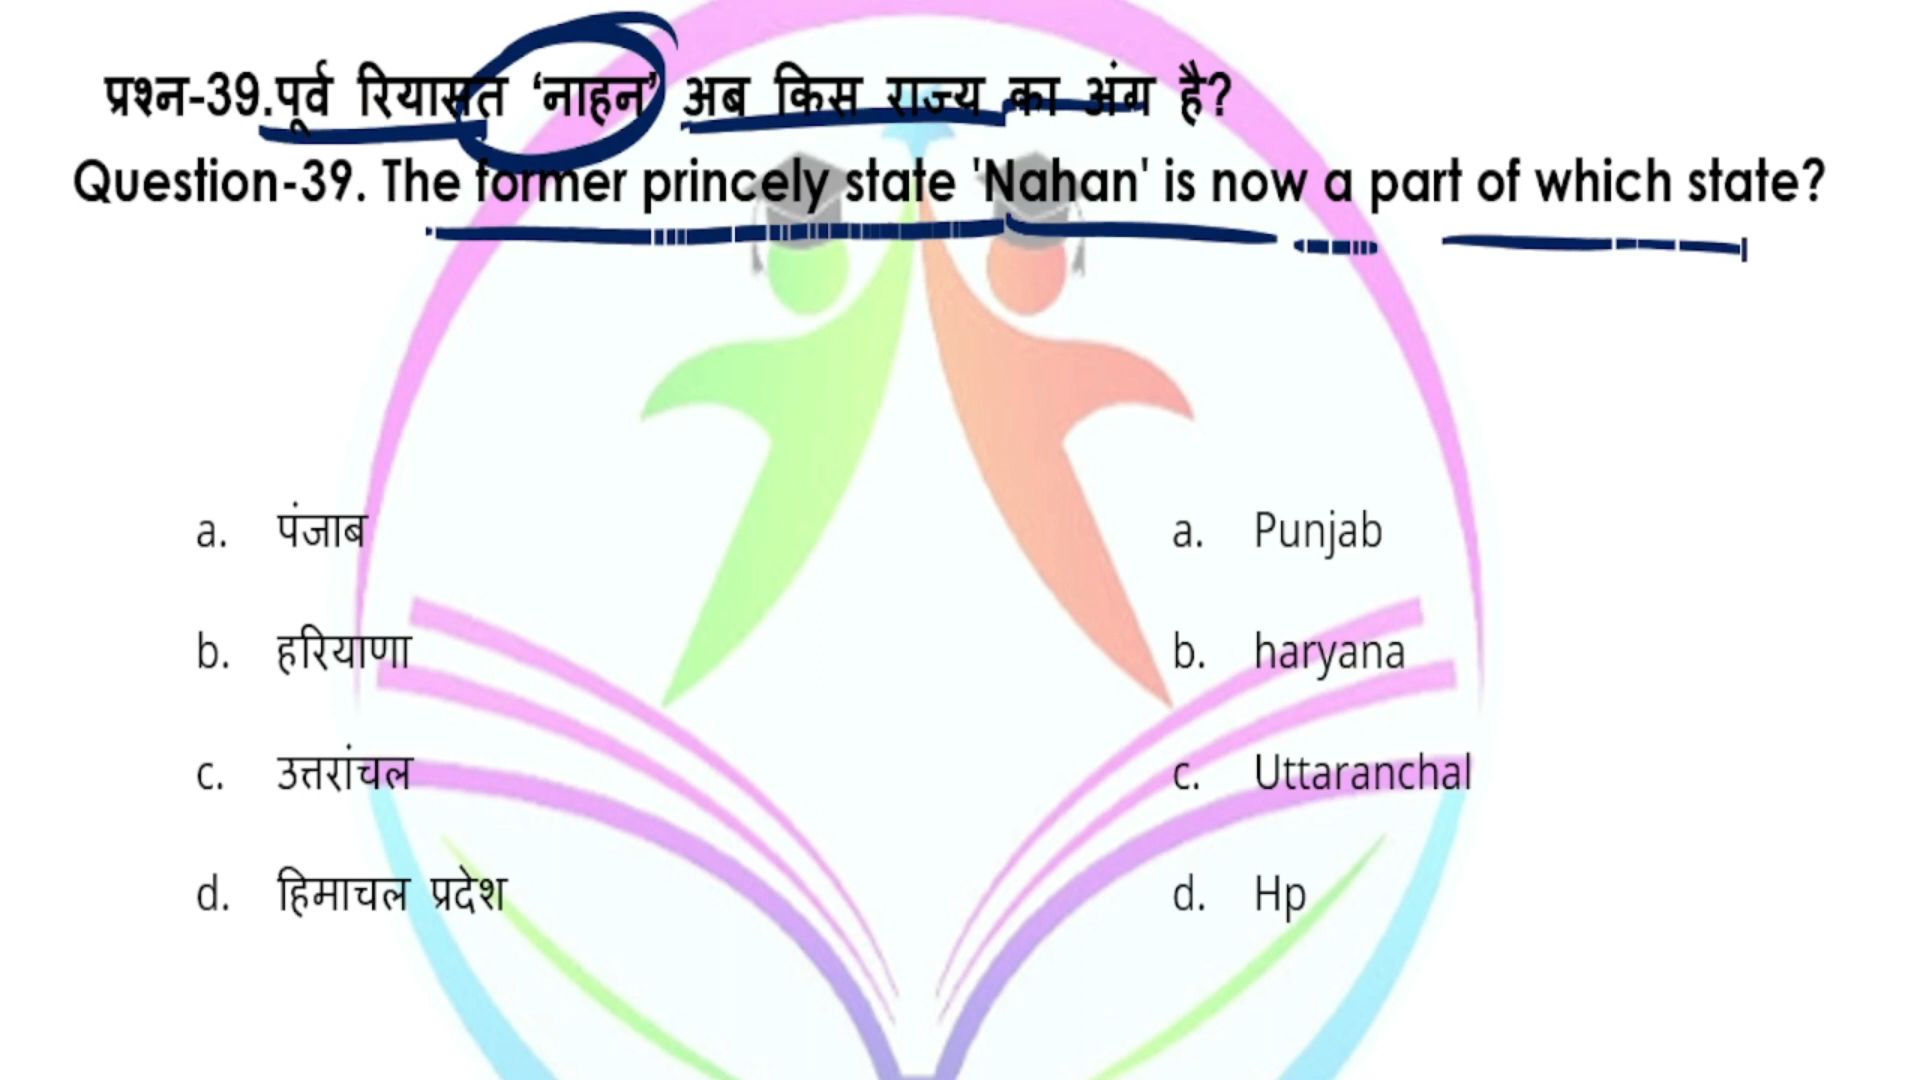 प्रश्न-39.पूर्व रियासत ‘नाहन’ अब किस राज्य का अंग है?
Question-39. The former princely state 'Nahan' is now a part of which state?
a. पंजाब
b. हरियाणा
c. उत्तरांचल
d. हिमाचल प्रदेश
a. Punjab
b. haryana
c. Uttaranchal
d. Hp